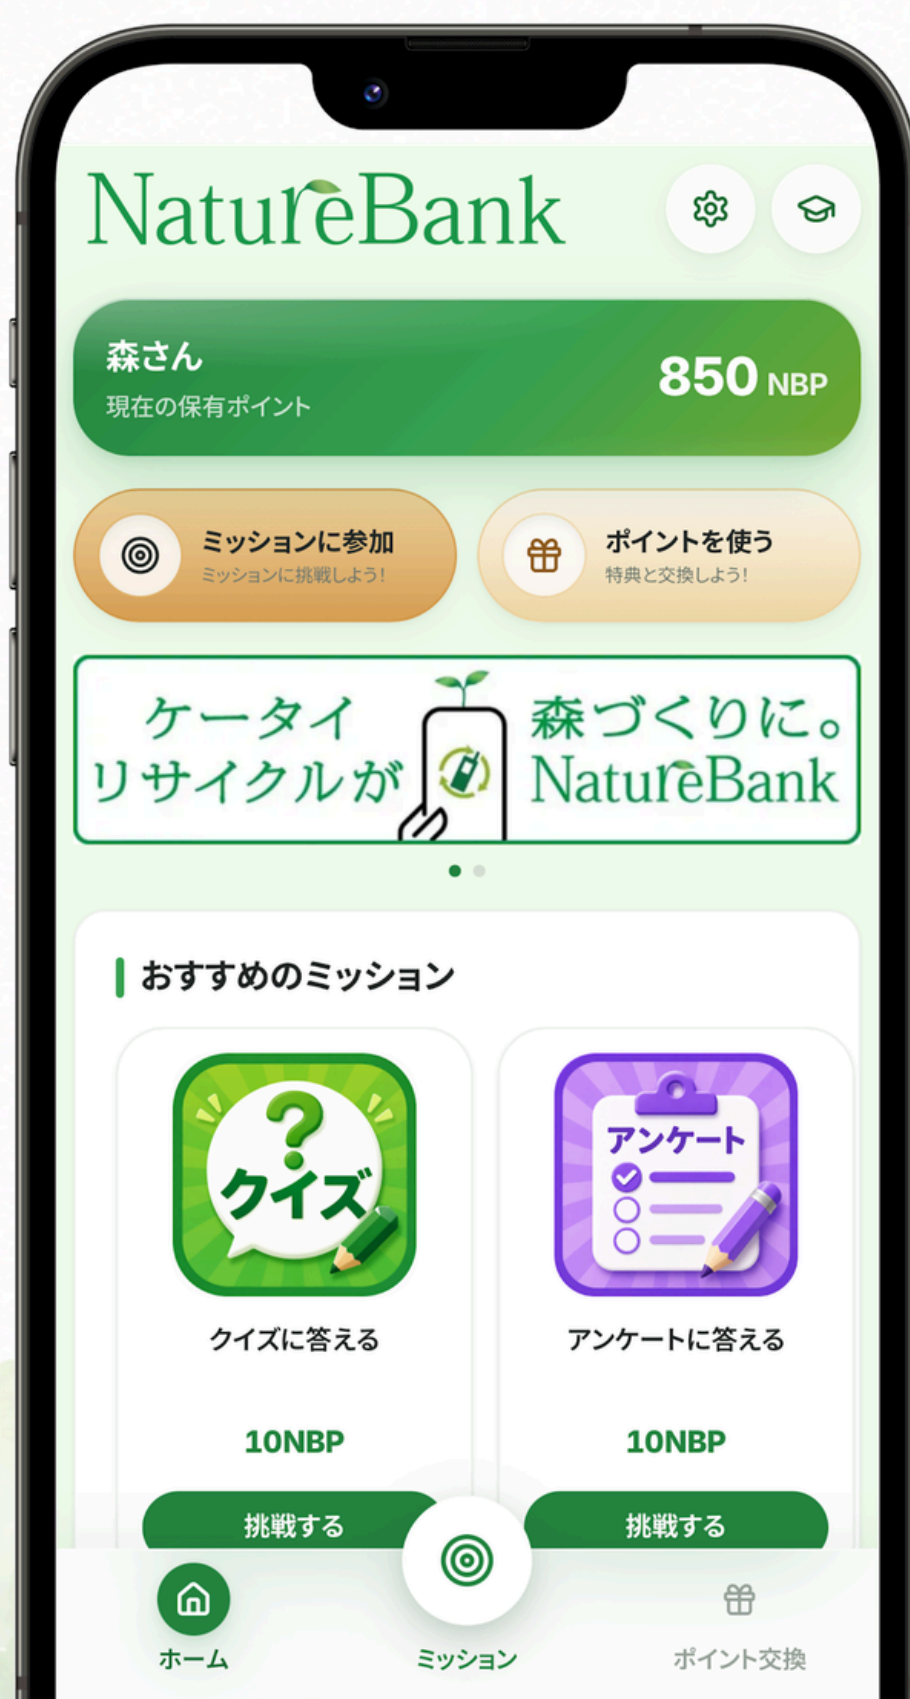 NatureBank
森さん
現在の保有ポイント
850 NBP
ミッションに参加
ミッションに挑戦しよう!
ポイントを使う
特典と交換しよう!
ケータイ
リサイクルが
森づくりに。
NatureBank
おすすめのミッション
?
クイズ
クイズに答える
10NBP
挑戦する
アンケート
アンケートに答える
10NBP
挑戦する
ホーム
ミッション
ポイント交換